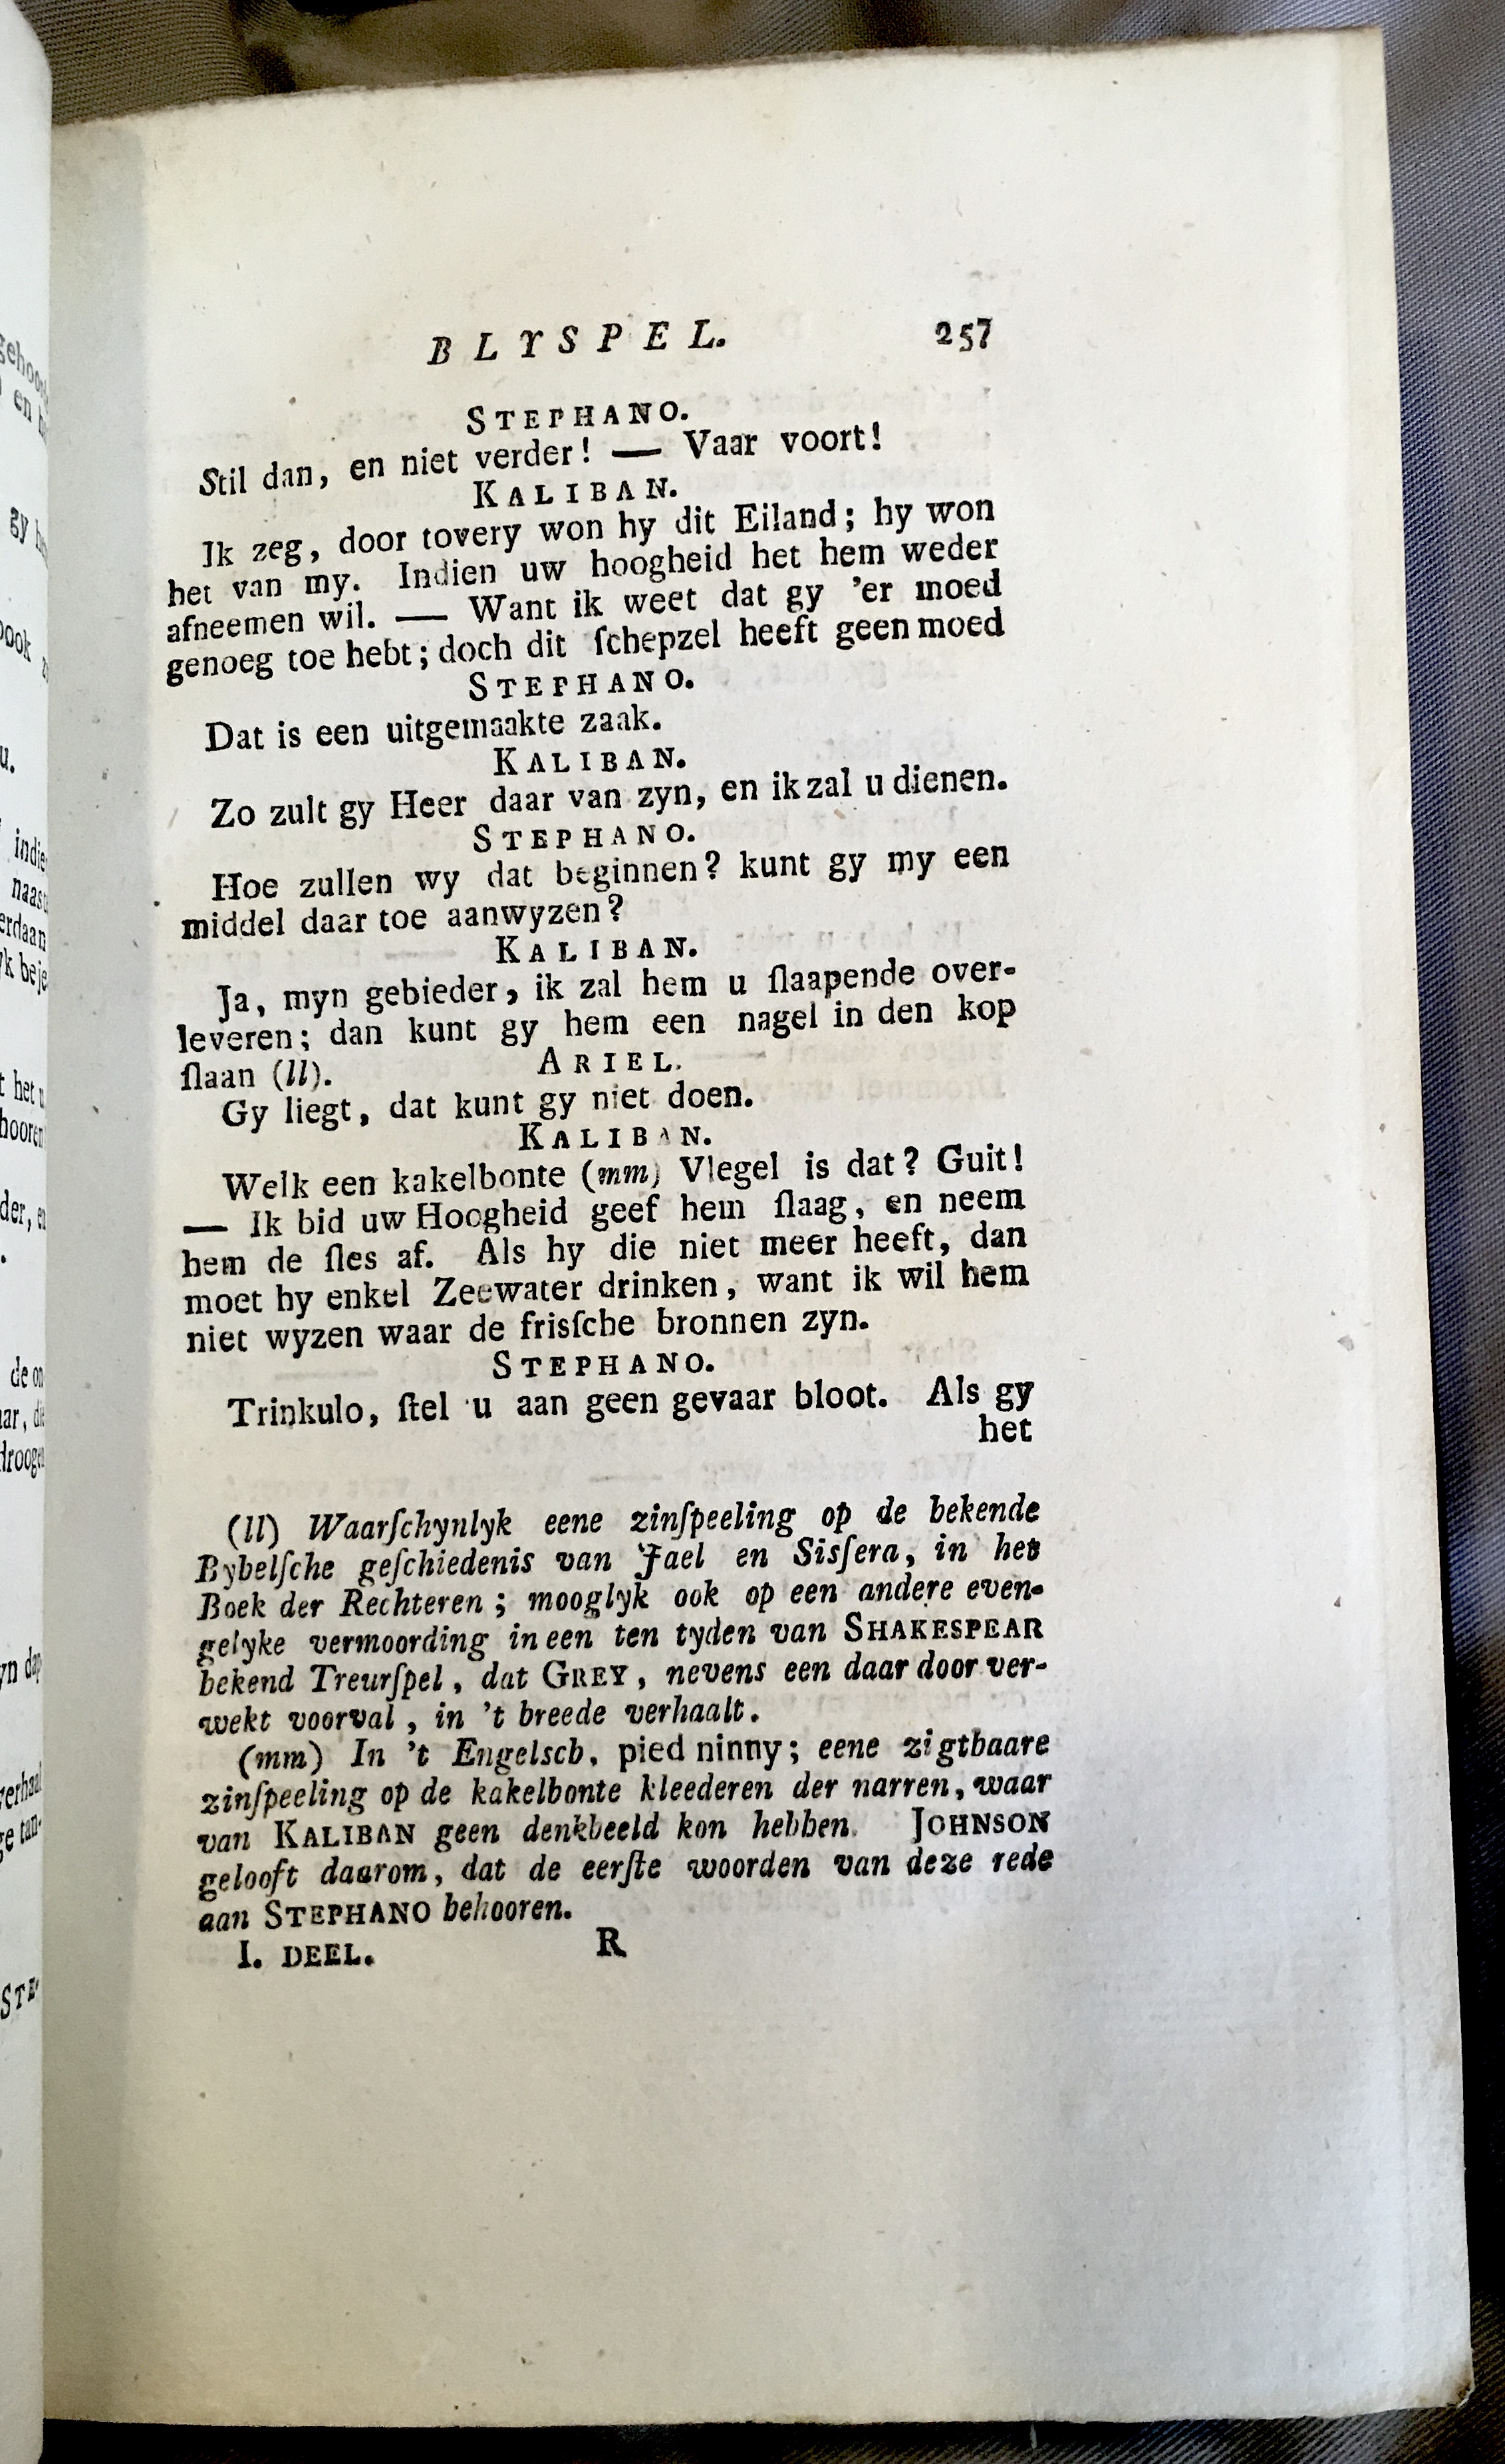 BLYSPEL. 257
STEPHANO.
Stil dan, en niet verder! — Vaar voort!
KALIBAN.
Ik zeg, door tovery won hy dit Eiland; hy won
het van my. Indien uw hoogheid het hem weder
afneemen wil. — Want ik weet dat gy 'er moed
genoeg toe hebt; doch dit ſchepzel heeft geen moed
STEPHANO.
Dat is een uitgemaakte zaak.
KALIBAN.
Zo zult gy Heer daar van zyn, en ik zal u dienen.
STEPHANO.
Hoe zullen wy dat beginnen? kunt gy my een
middel daar toe aanwyzen?
KALIBAN.
Ja, myn gebieder, ik zal hem u ſlaapende over-
leveren; dan kunt gy hem een nagel in den kop
ſlaan (ll).
ARIEL.
Gy liegt, dat kunt gy niet doen.
KALIBAN.
Welk een kakelbonte (mm) Vlegel is dat? Guit!
— Ik bid uw Hoogheid geef hem ſlaag, en neem
hem de fles af. Als hy die niet meer heeft, dan
moet hy enkel Zeewater drinken, want ik wil hem
niet wyzen waar de frisſche bronnen zyn.
STEPHANO.
Trinkulo, ſtel u aan geen gevaar bloot. Als gy
het
(ll) Waarſchynlyk eene zinſpeeling op de bekende
Bybelſche geſchiedenis van Jael en Sisſera, in het
Boek der Rechteren; mooglyk ook op een andere even-
gelyke vermoording in een ten tyden van SHAKESPEAR
bekend Treurſpel, dat GREY, nevens een daar door ver-
wekt voorval, in 't breede verhaalt.
(mm) In 't Engelsch, pied ninny; eene zigtbaare
zinſpeeling op de kakelbonte kleederen der narren, waar
van KALIBAN geen denkbeeld kon hebben. JOHNSON
gelooft daarom, dat de eerſte woorden van deze rede
aan STEPHANO behooren.
I. DEEL. R